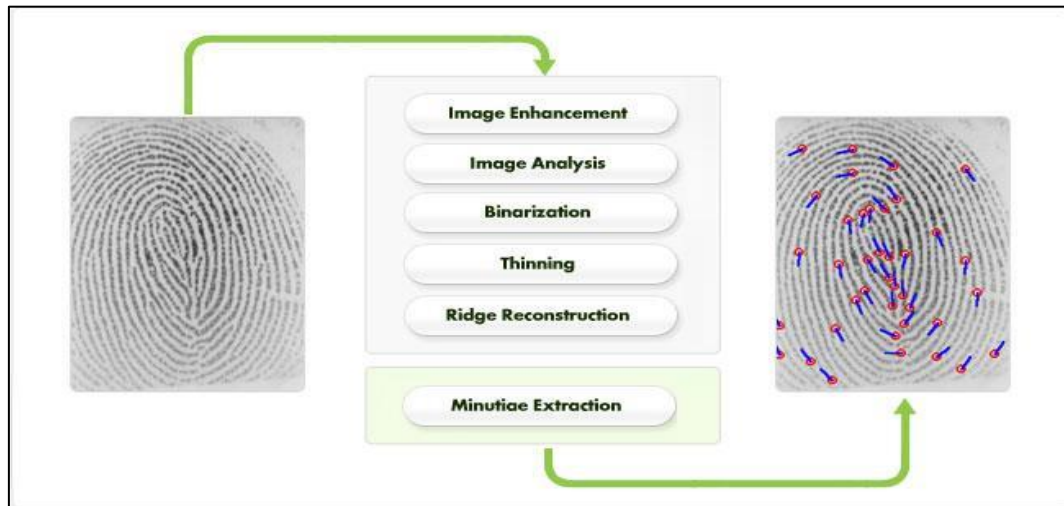 Image Enhancement
Image Analysis
Binarization
Thinning
Ridge Reconstruction
Minutiae Extraction